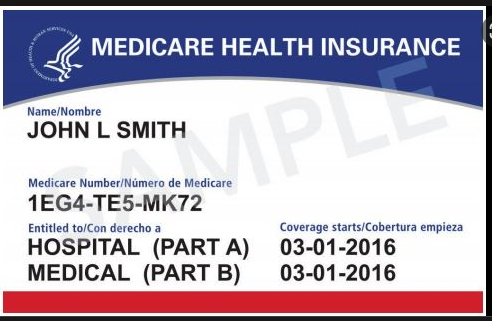 MEDICARE HEALTH INSURANCE
Name/Nombre
JOHN L SMITH
Medicare Number/Número de Medicare
1EG4-TE5-MK72
Entitled to/Con derecho a
Coverage starts/Cobertura empieza
HOSPITAL (PART A) 03-01-2016
MEDICAL (PART B) 03-01-2016
SAMPLE